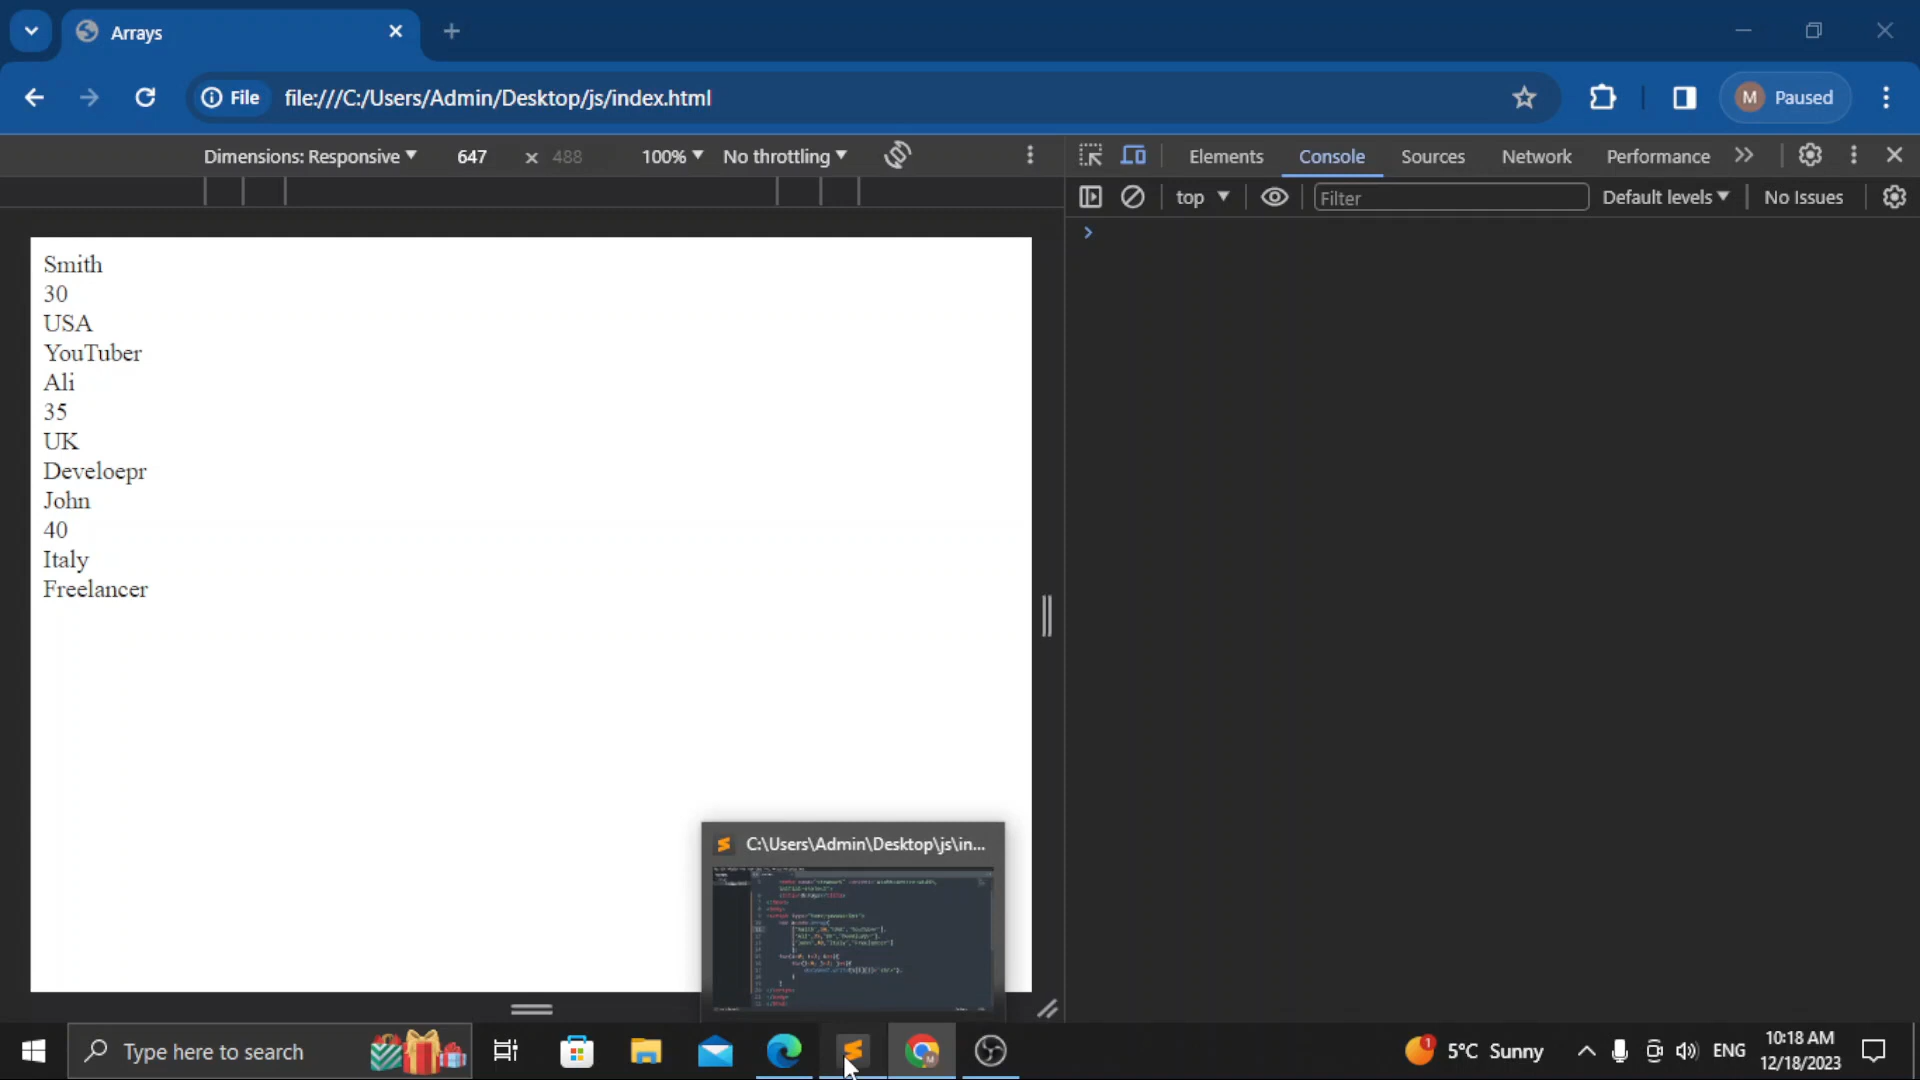 Arrays
File file:///C:/Users/Admin/Desktop/js/index.html
M Paused
Dimensions: Responsive 647 x 488 100% No throttling
Elements Console Sources Network Performance
top Filter Default levels No Issues
Smith
30
USA
YouTuber
Ali
35
UK
Develoepr
John
40
Italy
Freelancer
C:\Users\Admin\Desktop\js\in...
Type here to search
1 5°C Sunny
ENG
10:18 AM
12/18/2023